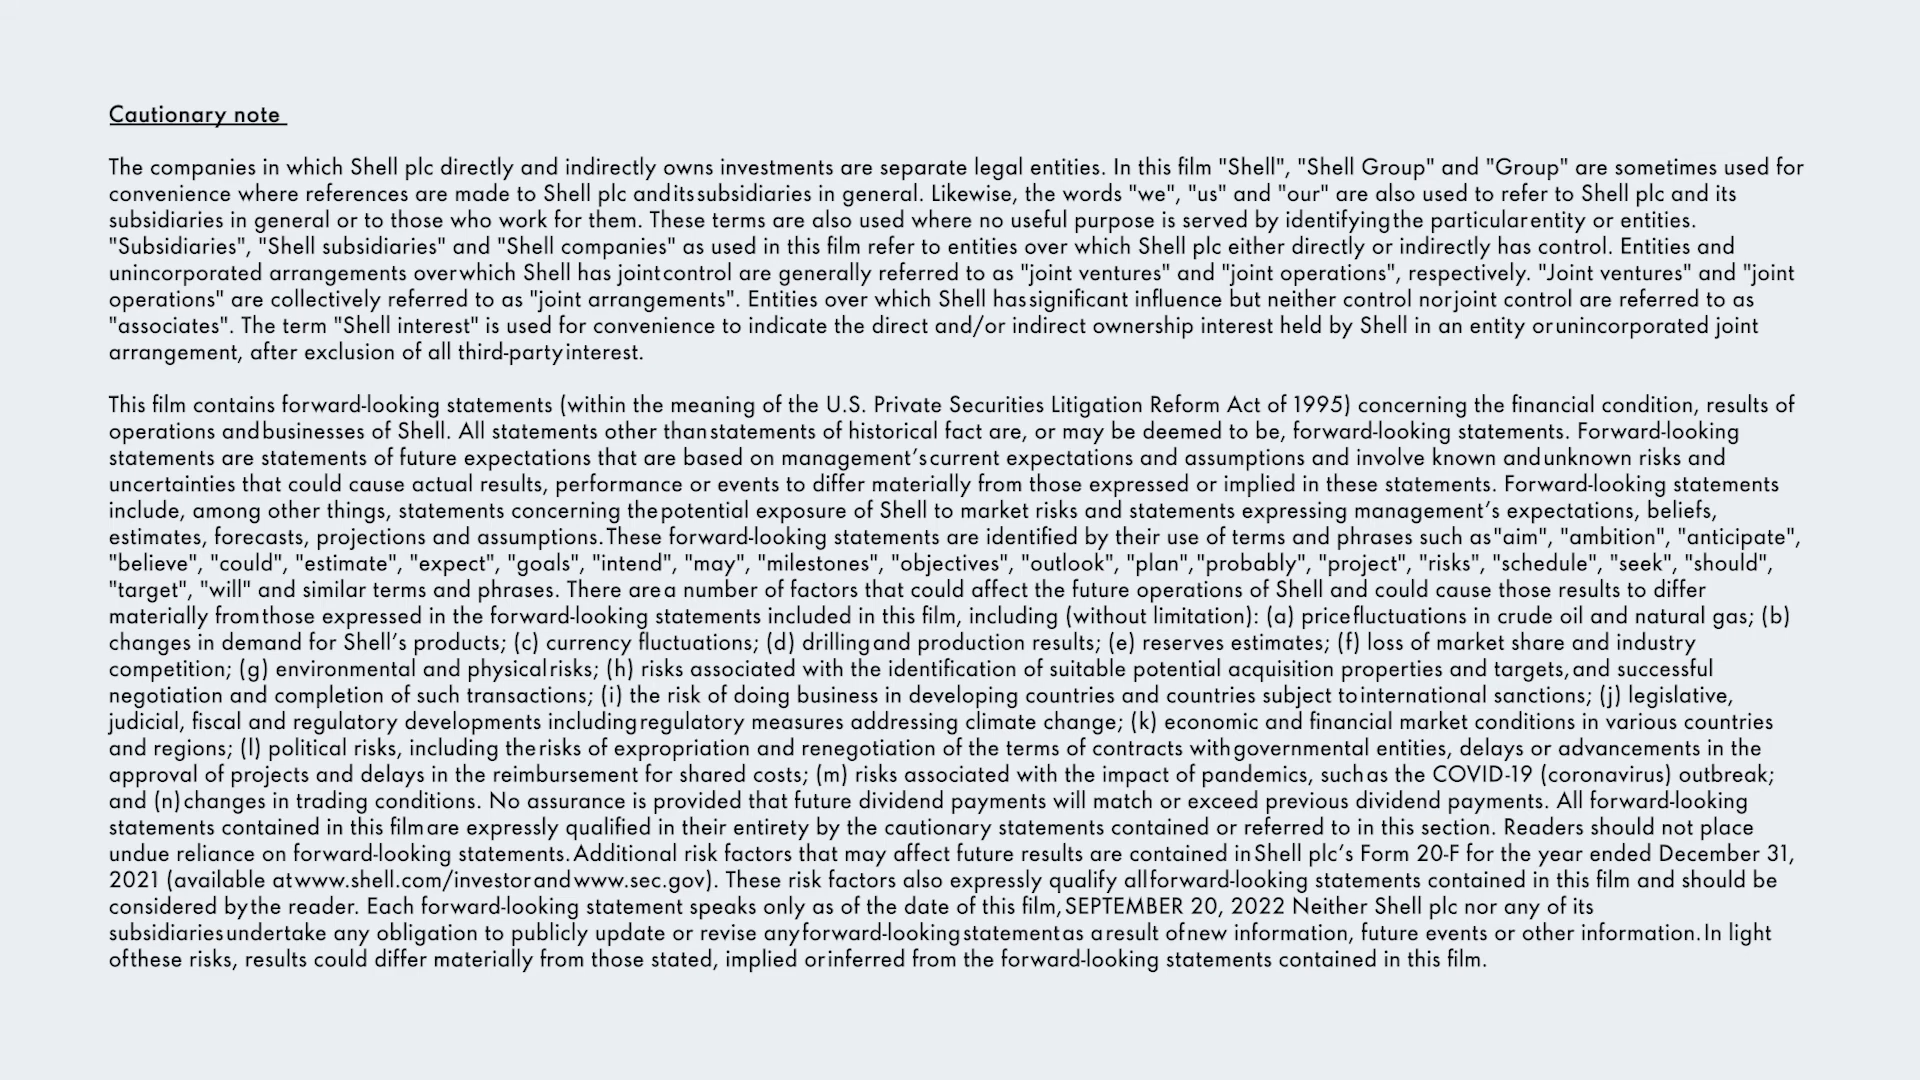 Cautionary note
The companies in which Shell plc directly and indirectly owns investments are separate legal entities. In this film "Shell", "Shell Group" and "Group" are sometimes used for
convenience where references are made to Shell plc anditssubsidiaries in general. Likewise, the words "we", "us" and "our" are also used to refer to Shell plc and its
subsidiaries in general or to those who work for them. These terms are also used where no useful purpose is served by identifyingthe particularentity or entities.
"Subsidiaries", "Shell subsidiaries" and "Shell companies" as used in this film refer to entities over which Shell plc either directly or indirectly has control. Entities and
unincorporated arrangements overwhich Shell has jointcontrol are generally referred to as "joint ventures" and "joint operations", respectively. "Joint ventures" and "joint
operations" are collectively referred to as "joint arrangements". Entities over which Shell hassignificant influence but neither control norjoint control are referred to as
"associates". The term "Shell interest" is used for convenience to indicate the direct and/or indirect ownership interest held by Shell in an entity orunincorporated joint
arrangement, after exclusion of all third-partyinterest.
This film contains forward-looking statements (within the meaning of the U.S. Private Securities Litigation Reform Act of 1995) concerning the financial condition, results of
operations andbusinesses of Shell. All statements other thanstatements of historical fact are, or may be deemed to be, forward-looking statements. Forward-looking
statements are statements of future expectations that are based on management’scurrent expectations and assumptions and involve known andunknown risks and
uncertainties that could cause actual results, performance or events to differ materially from those expressed or implied in these statements. Forward-looking statements
include, among other things, statements concerning thepotential exposure of Shell to market risks and statements expressing management’s expectations, beliefs,
estimates, forecasts, projections and assumptions.These forward-looking statements are identified by their use of terms and phrases such as"aim", "ambition", "anticipate",
"believe", "could", "estimate", "expect", "goals", "intend", "may", "milestones", "objectives", "outlook", "plan","probably", "project", "risks", "schedule", "seek", "should",
"target", "will" and similar terms and phrases. There area number of factors that could affect the future operations of Shell and could cause those results to differ
materially fromthose expressed in the forward-looking statements included in this film, including (without limitation): (a) pricefluctuations in crude oil and natural gas; (b)
changes in demand for Shell’s products; (c) currency fluctuations; (d) drillingand production results; (e) reserves estimates; (f) loss of market share and industry
competition; (g) environmental and physicalrisks; (h) risks associated with the identification of suitable potential acquisition properties and targets,and successful
negotiation and completion of such transactions; (i) the risk of doing business in developing countries and countries subject tointernational sanctions; (j) legislative,
judicial, fiscal and regulatory developments includingregulatory measures addressing climate change; (k) economic and financial market conditions in various countries
and regions; (l) political risks, including therisks of expropriation and renegotiation of the terms of contracts withgovernmental entities, delays or advancements in the
approval of projects and delays in the reimbursement for shared costs; (m) risks associated with the impact of pandemics, suchas the COVID-19 (coronavirus) outbreak;
and (n)changes in trading conditions. No assurance is provided that future dividend payments will match or exceed previous dividend payments. All forward-looking
statements contained in this filmare expressly qualified in their entirety by the cautionary statements contained or referred to in this section. Readers should not place
undue reliance on forward-looking statements.Additional risk factors that may affect future results are contained inShell plc’s Form 20-F for the year ended December 31,
2021 (available atwww.shell.com/investorandwww.sec.gov). These risk factors also expressly qualify allforward-looking statements contained in this film and should be
considered bythe reader. Each forward-looking statement speaks only as of the date of this film,SEPTEMBER 20, 2022 Neither Shell plc nor any of its
subsidiariesundertake any obligation to publicly update or revise anyforward-lookingstatementas aresult ofnew information, future events or other information.In light
ofthese risks, results could differ materially from those stated, implied orinferred from the forward-looking statements contained in this film.